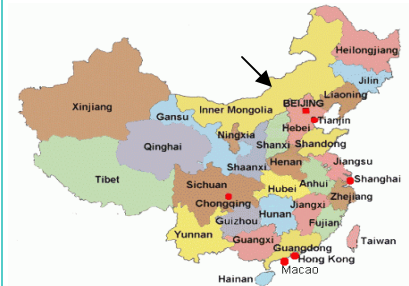 Heilongjiang
Jilin
Liaoning
Xinjiang
Gansu
Inner Mongolia
BEIJING
Tianjin
Hebei
Ningxia
Shanxi
Shandong
Qinghai
Shaanxi
Henan
Jiangsu
Tibet
Sichuan
Hubei
Anhui
Shanghai
Chongqing
Zhejiang
Hunan
Jiangxi
Guizhou
Fujian
Yunnan
Guangxi
Guangdong
Taiwan
Hong Kong
Macao
Hainan